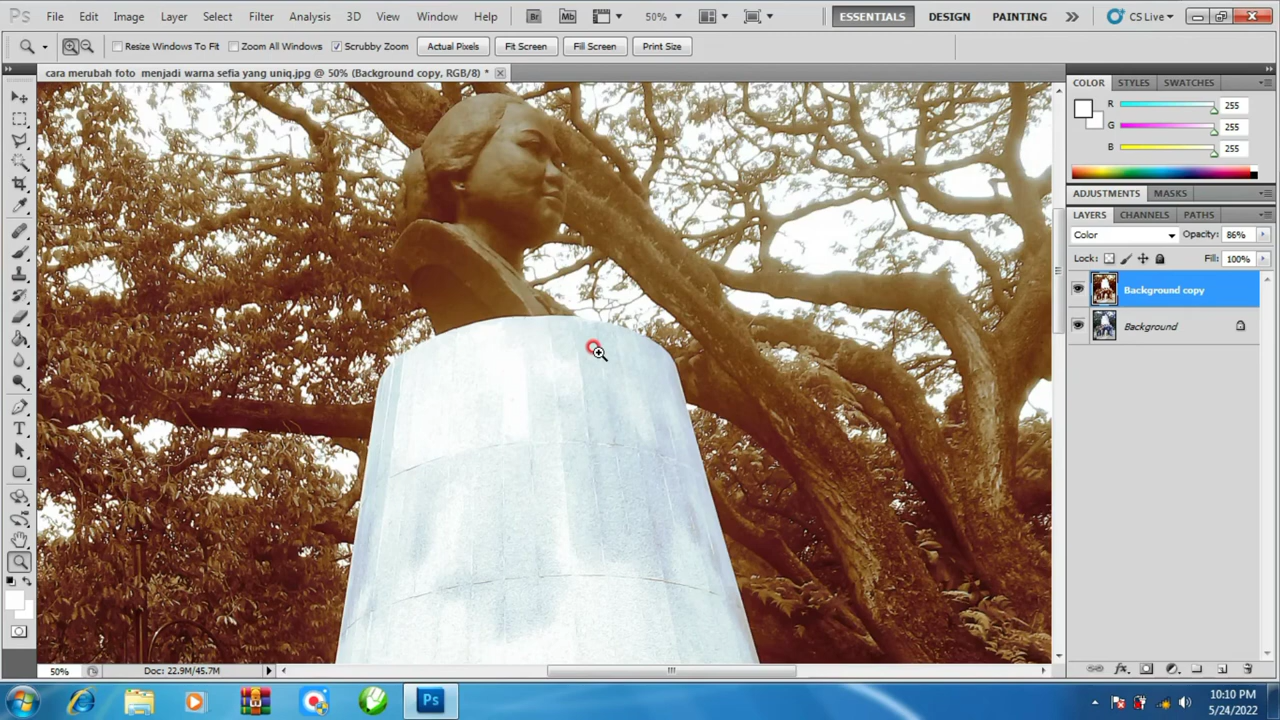 Ps File Edit Image Layer Select Filter Analysis 3D View Window Help Br Mb 50% ESSENTIALS DESIGN PAINTING CS Live
Resize Windows To Fit Zoom All Windows Scrubby Zoom Actual Pixels Fit Screen Fill Screen Print Size
cara merubah foto menjadi warna sefia yang uniq.jpg @ 50% (Background copy, RGB/8) *
COLOR STYLES SWATCHES
R 255
G 255
B 255
ADJUSTMENTS MASKS
LAYERS CHANNELS PATHS
Color Opacity: 86%
Lock: Fill: 100%
Background copy
Background
T
50% Doc: 22.9M/45.7M
fx
Ps
10:10 PM
5/24/2022